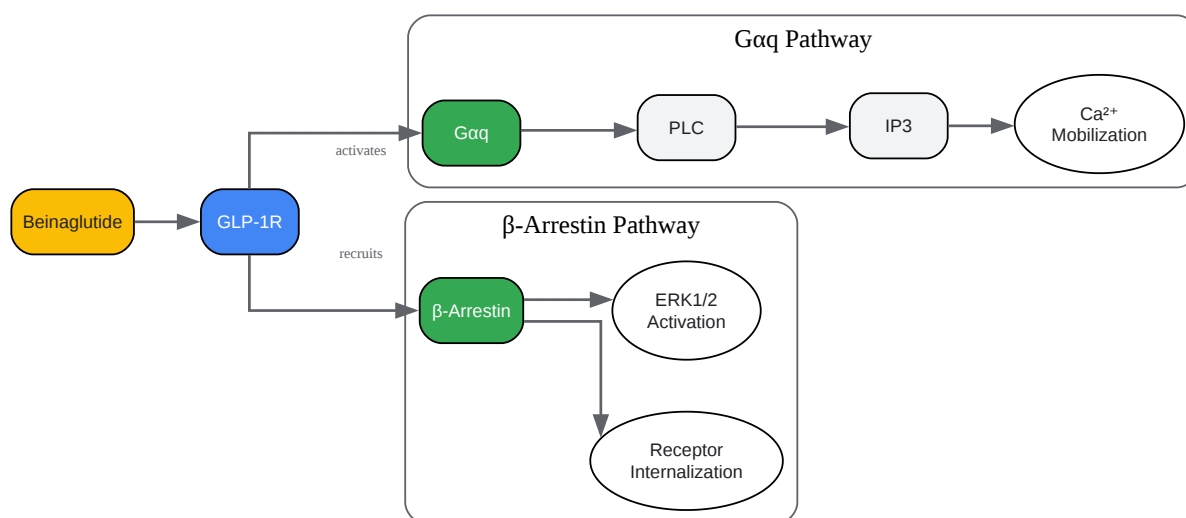 Gαq Pathway
Gαq
PLC
IP3
Ca²⁺
Mobilization
activates
Beinaglutide
GLP-1R
β-Arrestin Pathway
recruits
β-Arrestin
ERK1/2
Activation
Receptor
Internalization